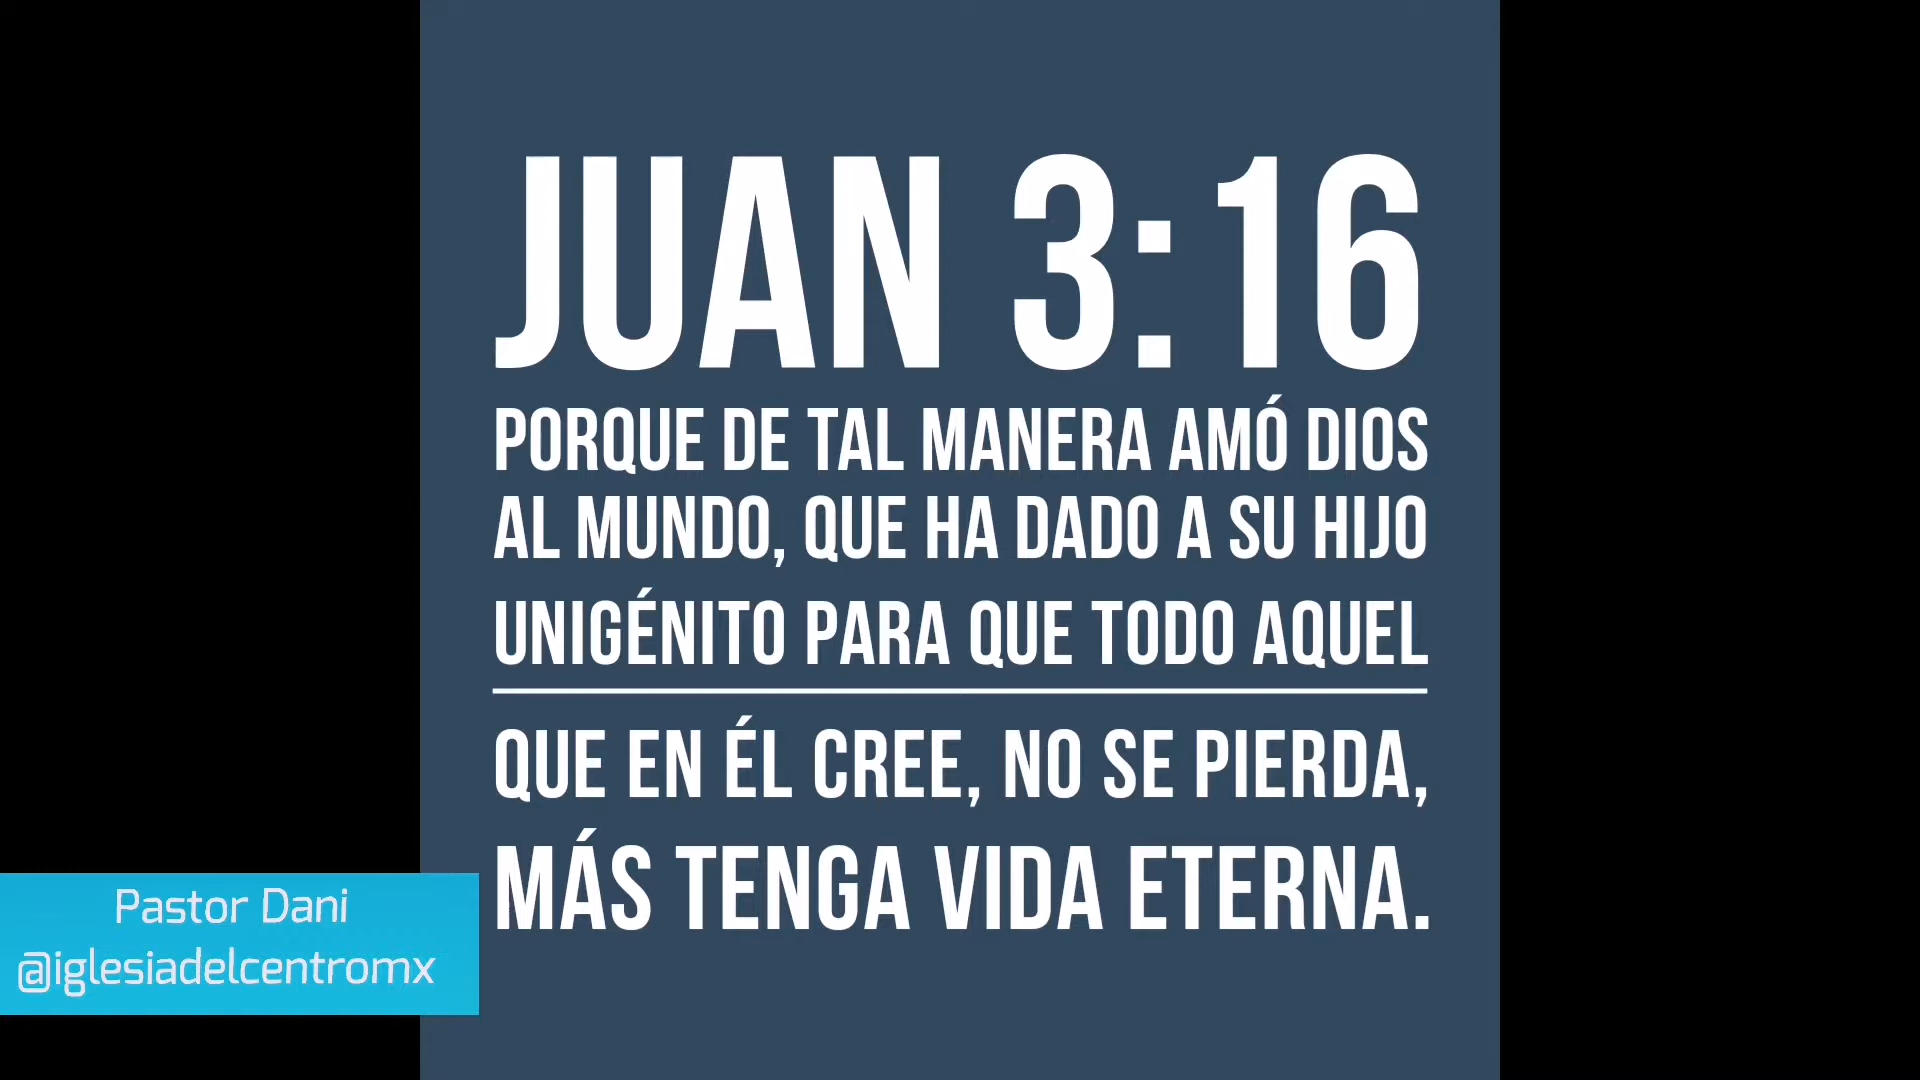 JUAN 3:16
PORQUE DE TAL MANERA AMÓ DIOS
AL MUNDO, QUE HA DADO A SU HIJO
UNIGÉNITO PARA QUE TODO AQUEL
QUE EN ÉL CREE, NO SE PIERDA,
MÁS TENGA VIDA ETERNA.
Pastor Dani
@iglesiadelcentromx